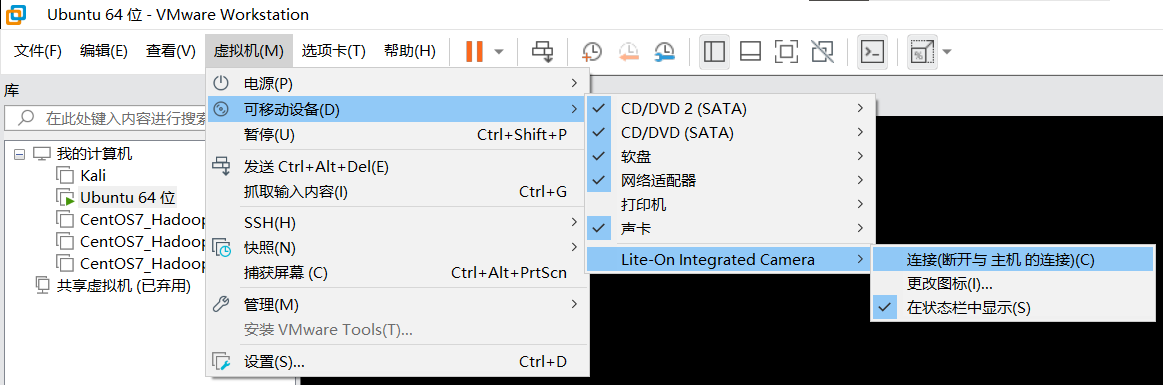 Ubuntu 64 位 - VMware Workstation
文件(F) 编辑(E) 查看(V) 虚拟机(M) 选项卡(T) 帮助(H)
库
在此处键入内容进行搜索
我的计算机
Kali
Ubuntu 64 位
CentOS7_Hadoop
CentOS7_Hadoop
CentOS7_Hadoop
共享虚拟机 (已弃用)
电源(P)
可移动设备(D)
暂停(U) Ctrl+Shift+P
发送 Ctrl+Alt+Del(E)
抓取输入内容(I) Ctrl+G
SSH(H)
快照(N)
捕获屏幕 (C) Ctrl+Alt+PrtScn
管理(M)
安装 VMware Tools(T)...
设置(S)... Ctrl+D
CD/DVD 2 (SATA)
CD/DVD (SATA)
软盘
网络适配器
打印机
声卡
Lite-On Integrated Camera
连接(断开与 主机 的连接)(C)
更改图标(I)...
在状态栏中显示(S)